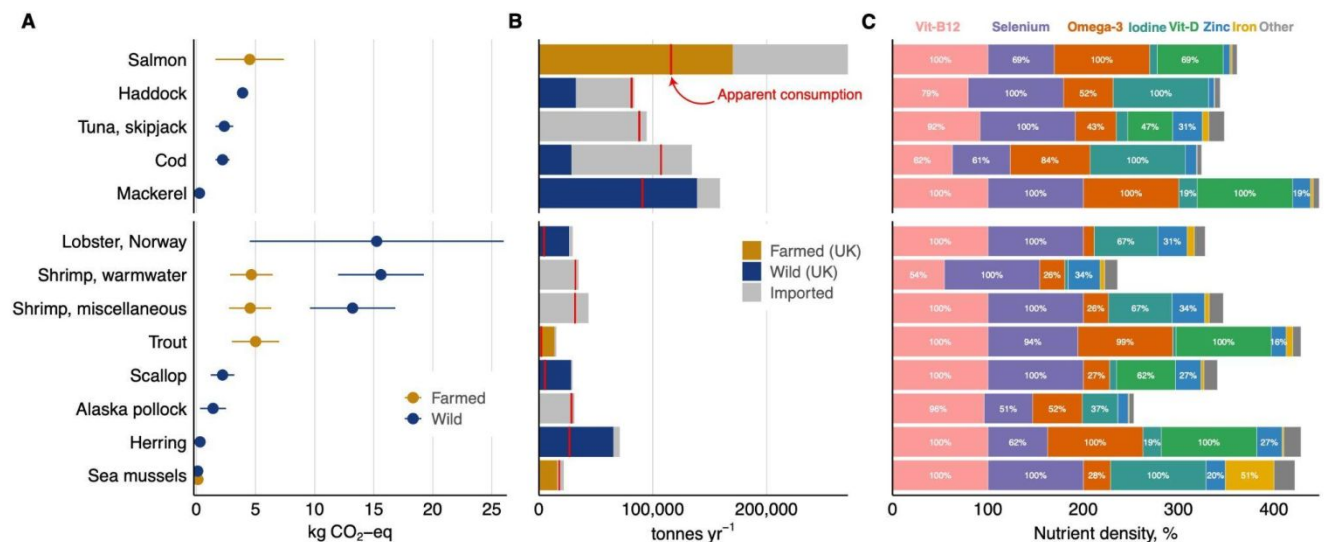 A
B
C
Vit-B12 Selenium Omega-3 Iodine Vit-D Zinc Iron Other
Salmon
Haddock
Tuna, skipjack
Cod
Mackerel
Lobster, Norway
Shrimp, warmwater
Shrimp, miscellaneous
Trout
Scallop
Alaska pollock
Herring
Sea mussels
Farmed
Wild
0 5 10 15 20 25
kg CO₂–eq
Apparent consumption
Farmed (UK)
Wild (UK)
Imported
0 100,000 200,000
tonnes yr⁻¹
100% 69% 100% 69%
79% 100% 52% 100%
92% 100% 43% 47% 31%
62% 61% 84% 100%
100% 100% 100% 19% 100% 19%
100% 100% 67% 31%
54% 100% 26% 34%
100% 100% 26% 67% 34%
100% 94% 99% 100% 16%
100% 100% 27% 62% 27%
96% 51% 52% 37%
100% 62% 100% 19% 100% 27%
100% 100% 28% 100% 20% 51%
0 100 200 300 400
Nutrient density, %